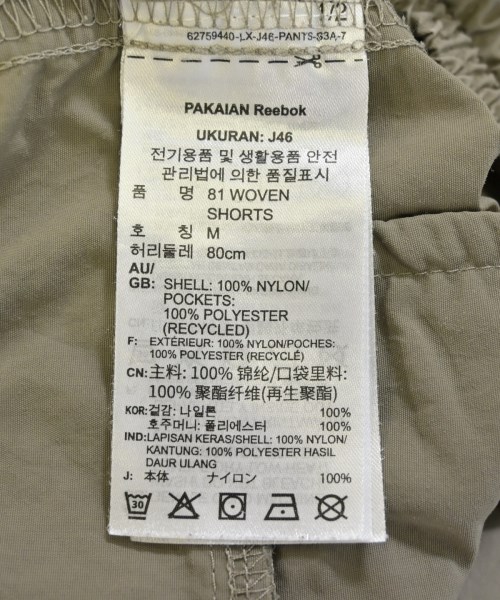 1/2
62759440-LX-J46-PANTS-S3A-7
PAKAIAN Reebok
UKURAN: J46
전기용품 및 생활용품 안전
관리법에 의한 품질표시
품 명 81 WOVEN
SHORTS
호 칭 M
허리둘레 80cm
AU/
GB: SHELL: 100% NYLON/
POCKETS:
100% POLYESTER
(RECYCLED)
F: EXTÉRIEUR: 100% NYLON/POCHES:
100% POLYESTER (RECYCLÉ)
CN: 主料: 100% 锦纶/口袋里料:
100% 聚酯纤维(再生聚酯)
KOR: 겉감: 나일론 100%
호주머니: 폴리에스터 100%
IND: LAPISAN KERAS/SHELL: 100% NYLON/
KANTUNG: 100% POLYESTER HASIL
DAUR ULANG
J: 本体 ナイロン 100%
30